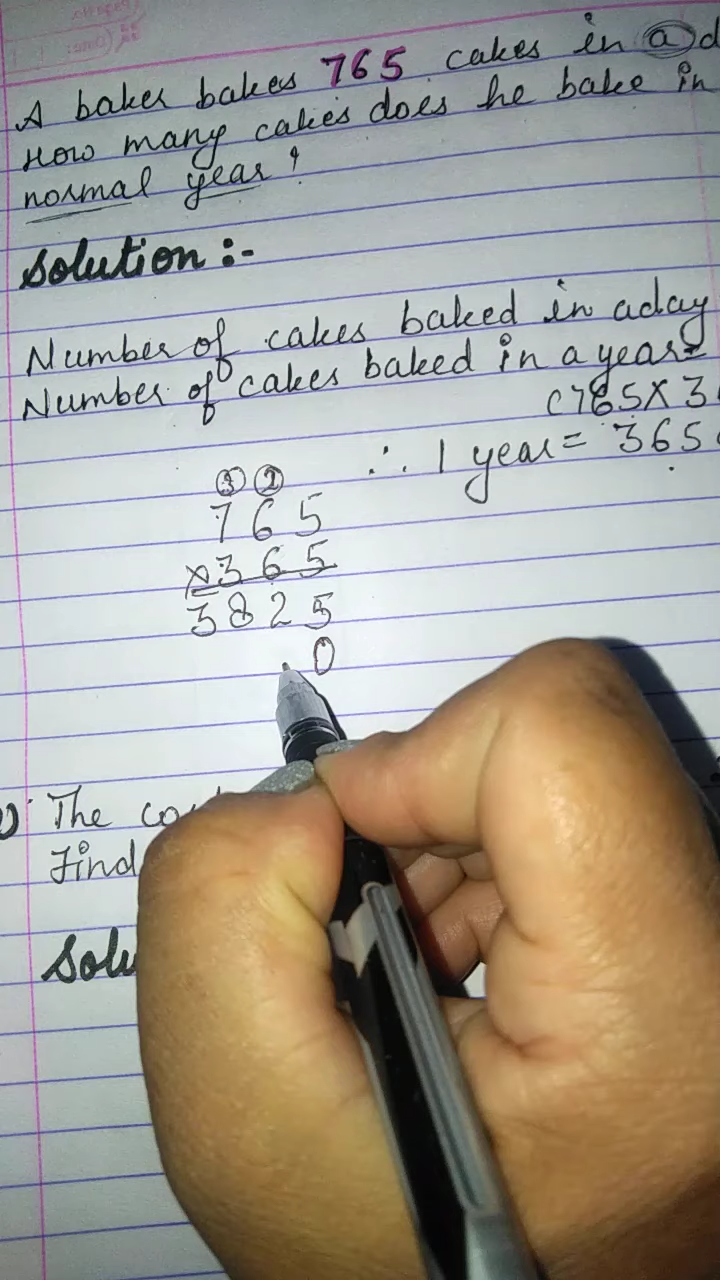 A baker bakes 765 cakes in a d
How many cakes does he bake in
normal year?
Solution :-
Number of cakes baked in a day
Number of cakes baked in a year=
(765x3
∴ 1 year = 365
3 2
765
x365
3825
0
The co
Find
Solu